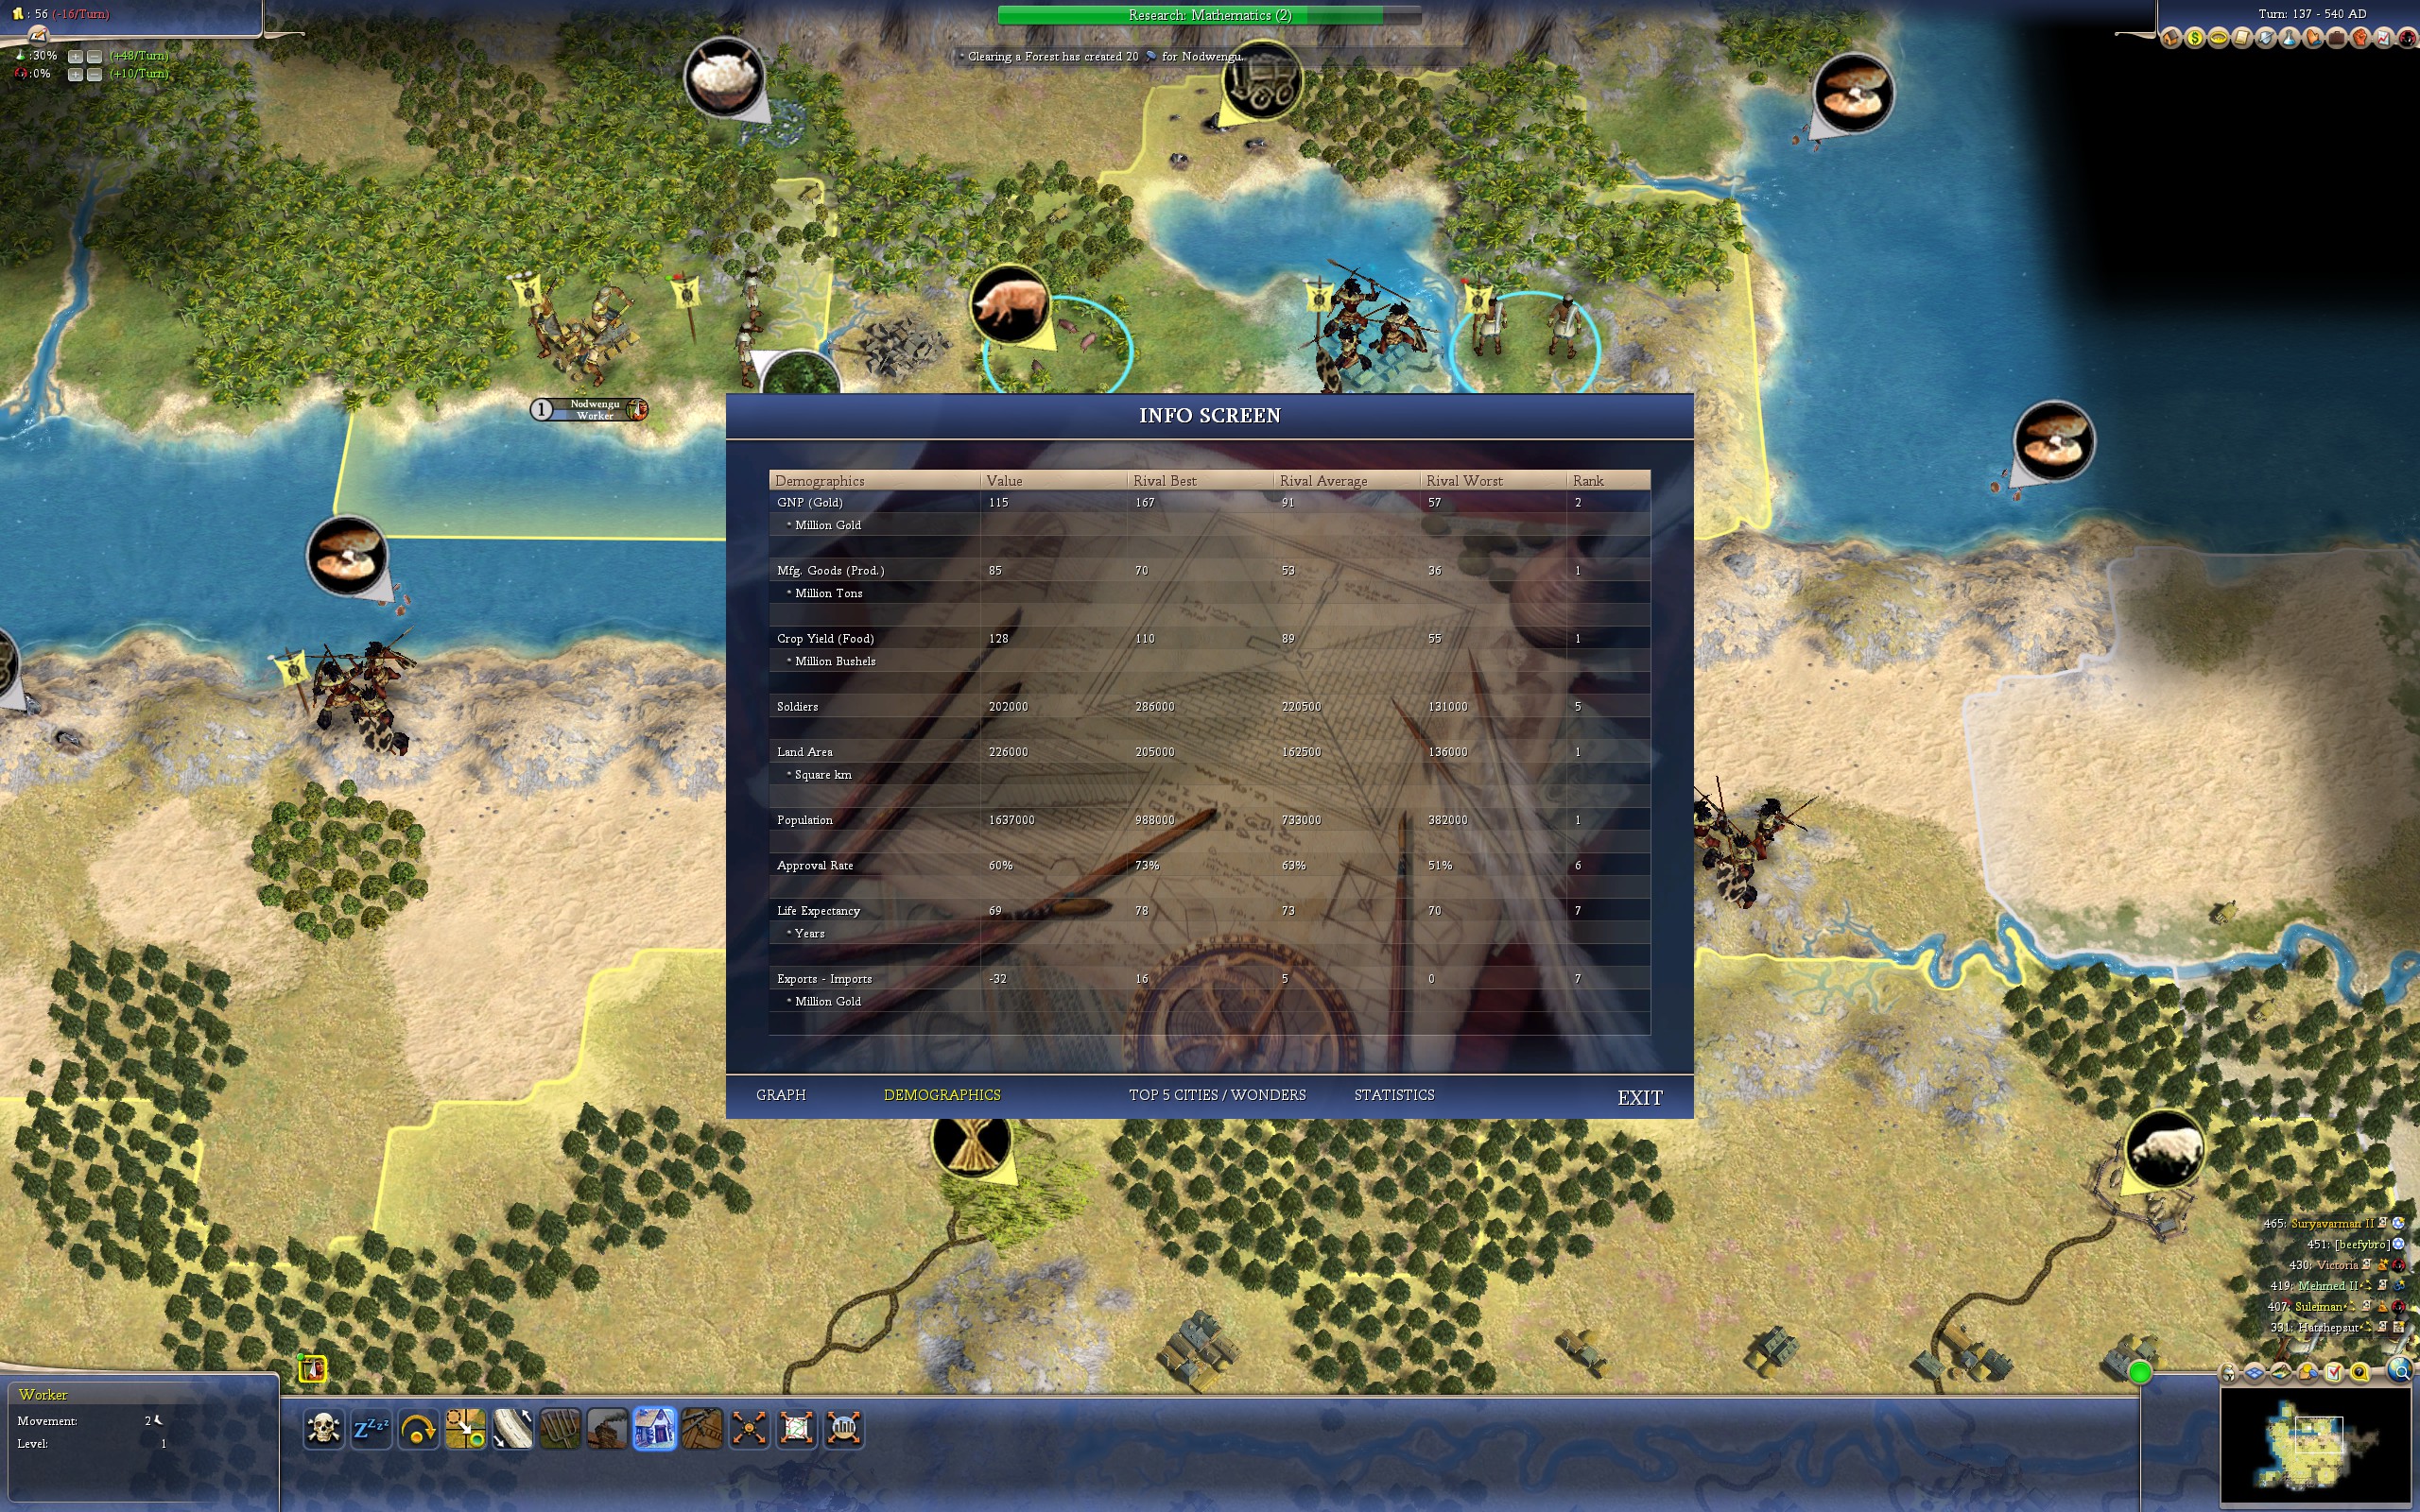 : 56 (-16/Turn)
Research: Mathematics (2)
Turn: 137 - 540 AD
:30% (+48/Turn)
:0% (+10/Turn)
* Clearing a Forest has created 20 for Nodwengu.
1 Nodwengu
Worker
INFO SCREEN
Demographics Value Rival Best Rival Average Rival Worst Rank
GNP (Gold) 115 167 91 57 2
* Million Gold
Mfg. Goods (Prod.) 85 70 53 36 1
* Million Tons
Crop Yield (Food) 128 110 89 55 1
* Million Bushels
Soldiers 202000 286000 220500 131000 5
Land Area 226000 205000 162500 136000 1
* Square km
Population 1637000 988000 733000 382000 1
Approval Rate 60% 73% 63% 51% 6
Life Expectancy 69 78 73 70 7
* Years
Exports - Imports -32 16 5 0 7
* Million Gold
GRAPH DEMOGRAPHICS TOP 5 CITIES / WONDERS STATISTICS EXIT
465: Suryavarman II
451: [beefybro]
430: Victoria
419: Mehmed II
407: Suleiman
331: Hatshepsut
Worker
Movement: 2
Level: 1
ZZzzz